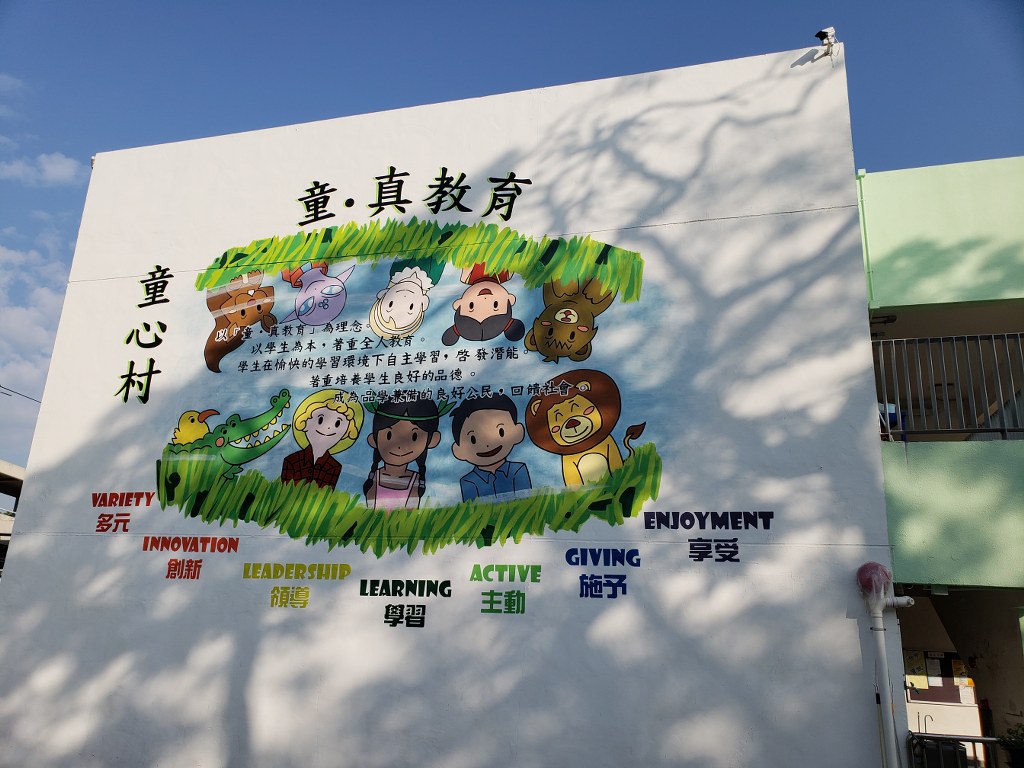 童·真教育
童心村
以「童·真教育」為理念。
以學生為本，著重全人教育。
學生在愉快的學習環境下自主學習，啓發潛能。
著重培養學生良好的品德。
成為品學兼備的良好公民，回饋社會。
VARIETY
多元
INNOVATION
創新
LEADERSHIP
領導
LEARNING
學習
ACTIVE
主動
GIVING
施予
ENJOYMENT
享受